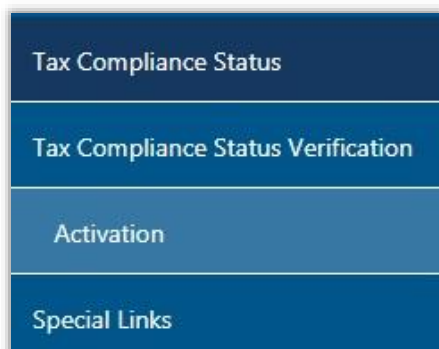 Tax Compliance Status
Tax Compliance Status Verification
Activation
Special Links